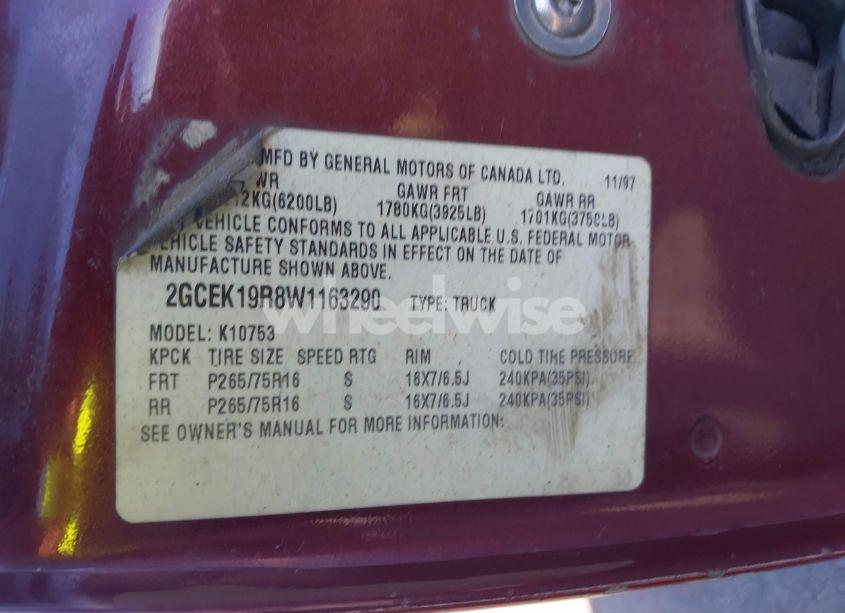 MFD BY GENERAL MOTORS OF CANADA LTD. 11/97
WR GAWR FRT GAWR RR
12KG(6200LB) 1780KG(3925LB) 1701KG(3750LB)
VEHICLE CONFORMS TO ALL APPLICABLE U.S. FEDERAL MOTOR
VEHICLE SAFETY STANDARDS IN EFFECT ON THE DATE OF
MANUFACTURE SHOWN ABOVE.
2GCEK19R8W1163290 TYPE: TRUCK
wheelwise
MODEL: K10753
KPCK TIRE SIZE SPEED RTG RIM COLD TIRE PRESSURE
FRT P265/75R16 S 16X7/6.5J 240KPA(35PSI)
RR P265/75R16 S 16X7/6.5J 240KPA(35PSI)
SEE OWNER'S MANUAL FOR MORE INFORMATION: